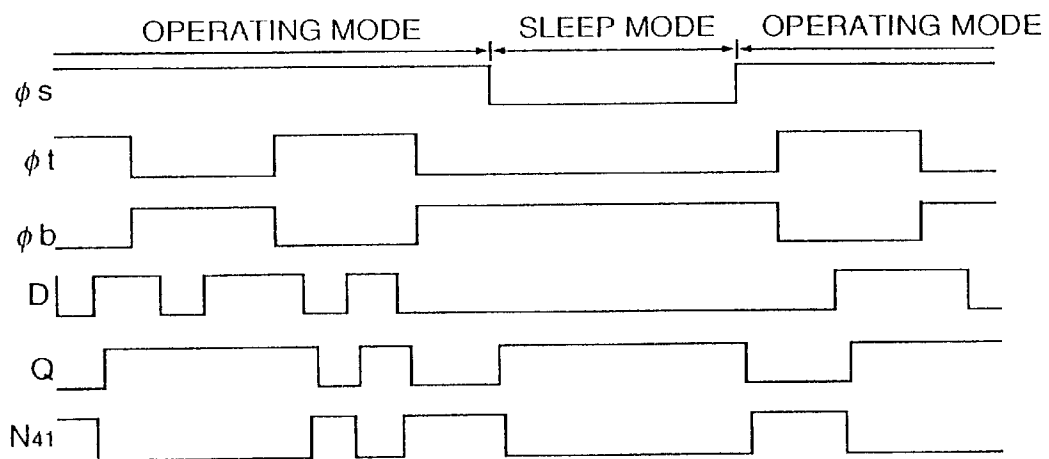 OPERATING MODE SLEEP MODE OPERATING MODE
ϕs
ϕt
ϕb
D
Q
N41